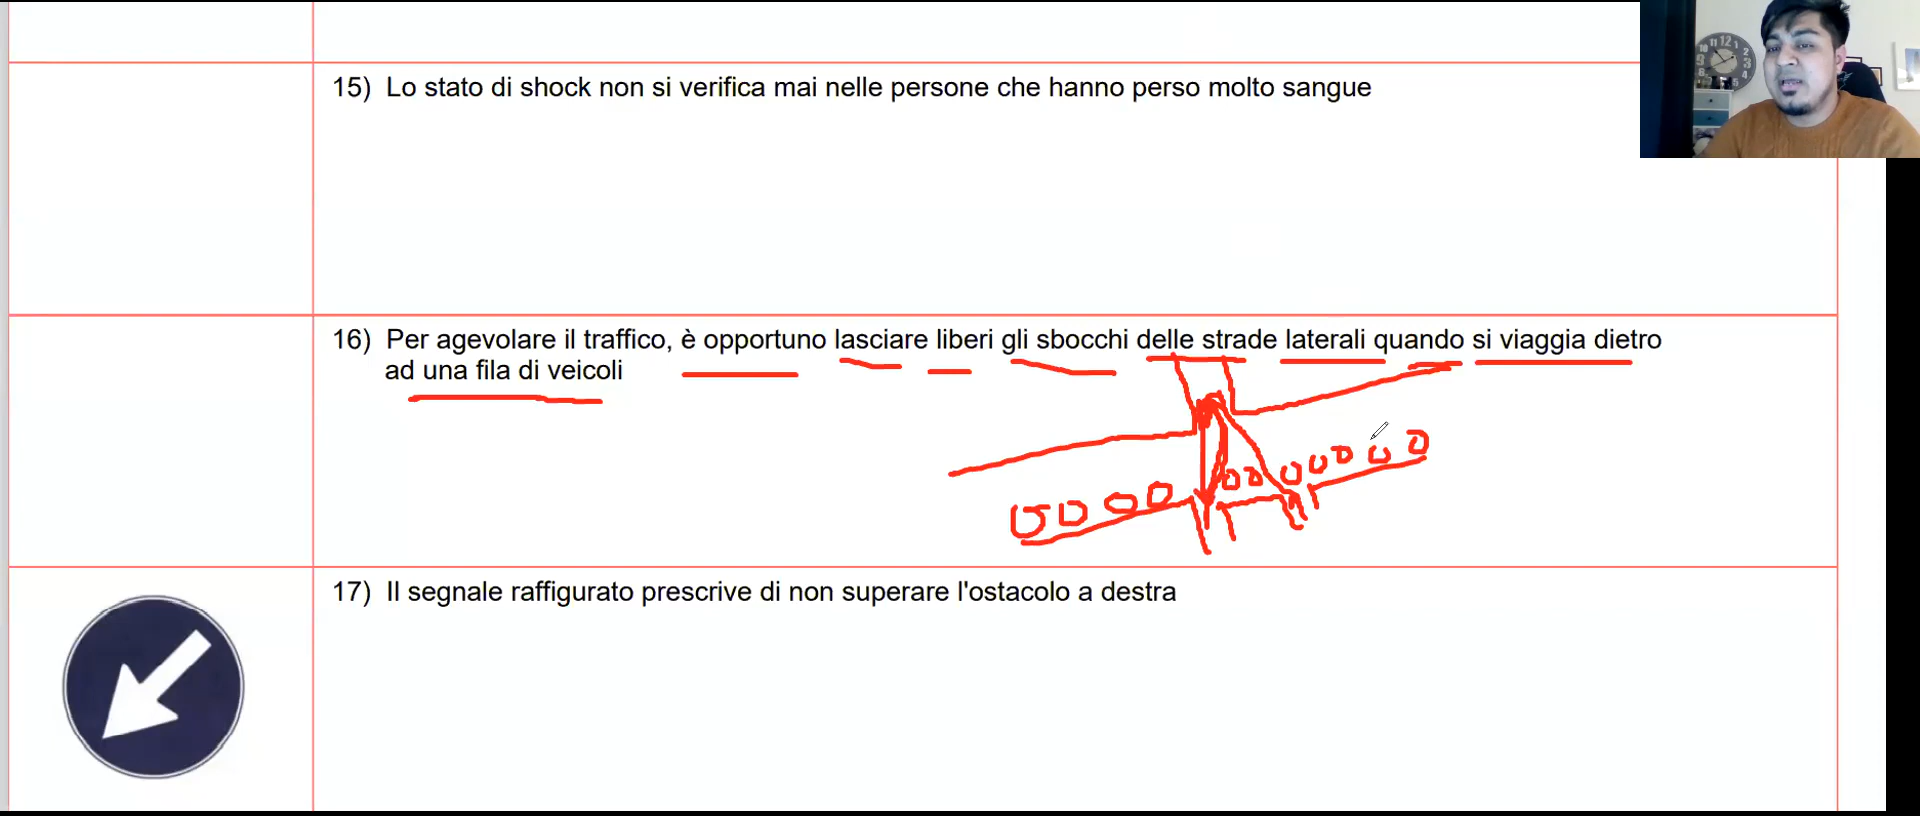 15) Lo stato di shock non si verifica mai nelle persone che hanno perso molto sangue
16) Per agevolare il traffico, è opportuno lasciare liberi gli sbocchi delle strade laterali quando si viaggia dietro
ad una fila di veicoli
17) Il segnale raffigurato prescrive di non superare l'ostacolo a destra